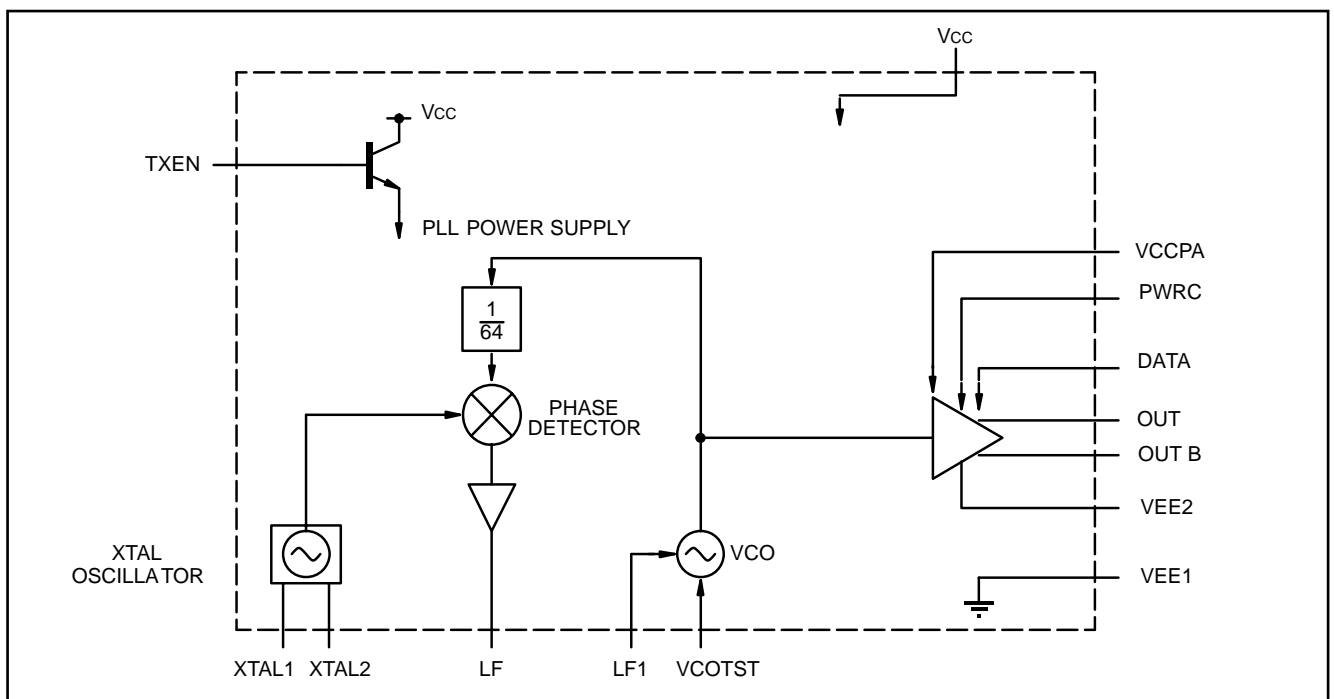 Vcc
Vcc
TXEN
PLL POWER SUPPLY
VCCPA
PWRC
1
64
DATA
PHASE
DETECTOR
OUT
OUT B
VEE2
XTAL
OSCILLATOR
VCO
VEE1
XTAL1 XTAL2 LF LF1 VCOTST